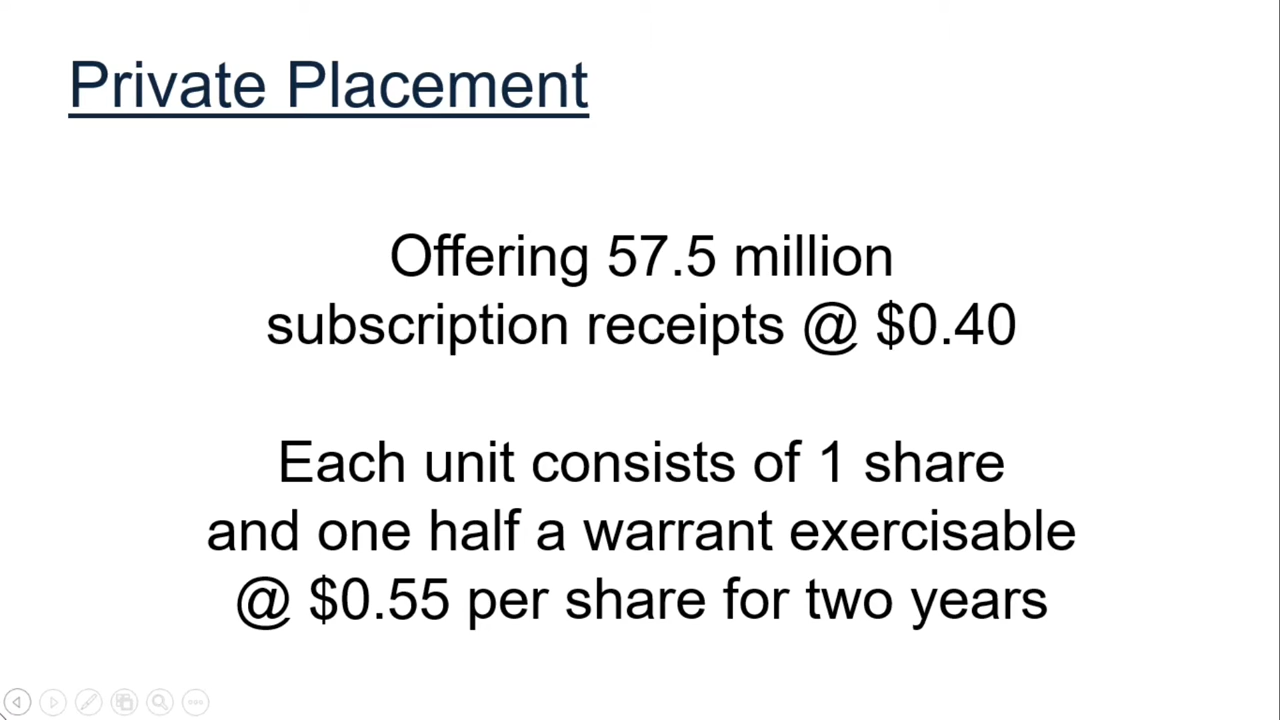 Private Placement
Offering 57.5 million
subscription receipts @ $0.40
Each unit consists of 1 share
and one half a warrant exercisable
@ $0.55 per share for two years